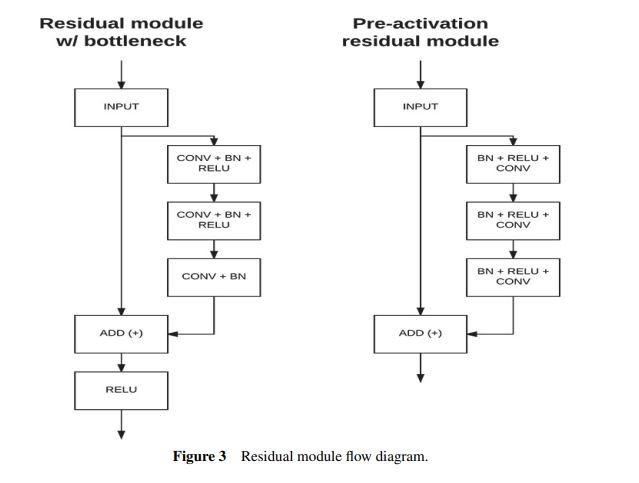 Residual module
w/ bottleneck
INPUT
CONV + BN +
RELU
CONV + BN +
RELU
CONV + BN
ADD (+)
RELU
Pre-activation
residual module
INPUT
BN + RELU +
CONV
BN + RELU +
CONV
BN + RELU +
CONV
ADD (+)
Figure 3 Residual module flow diagram.